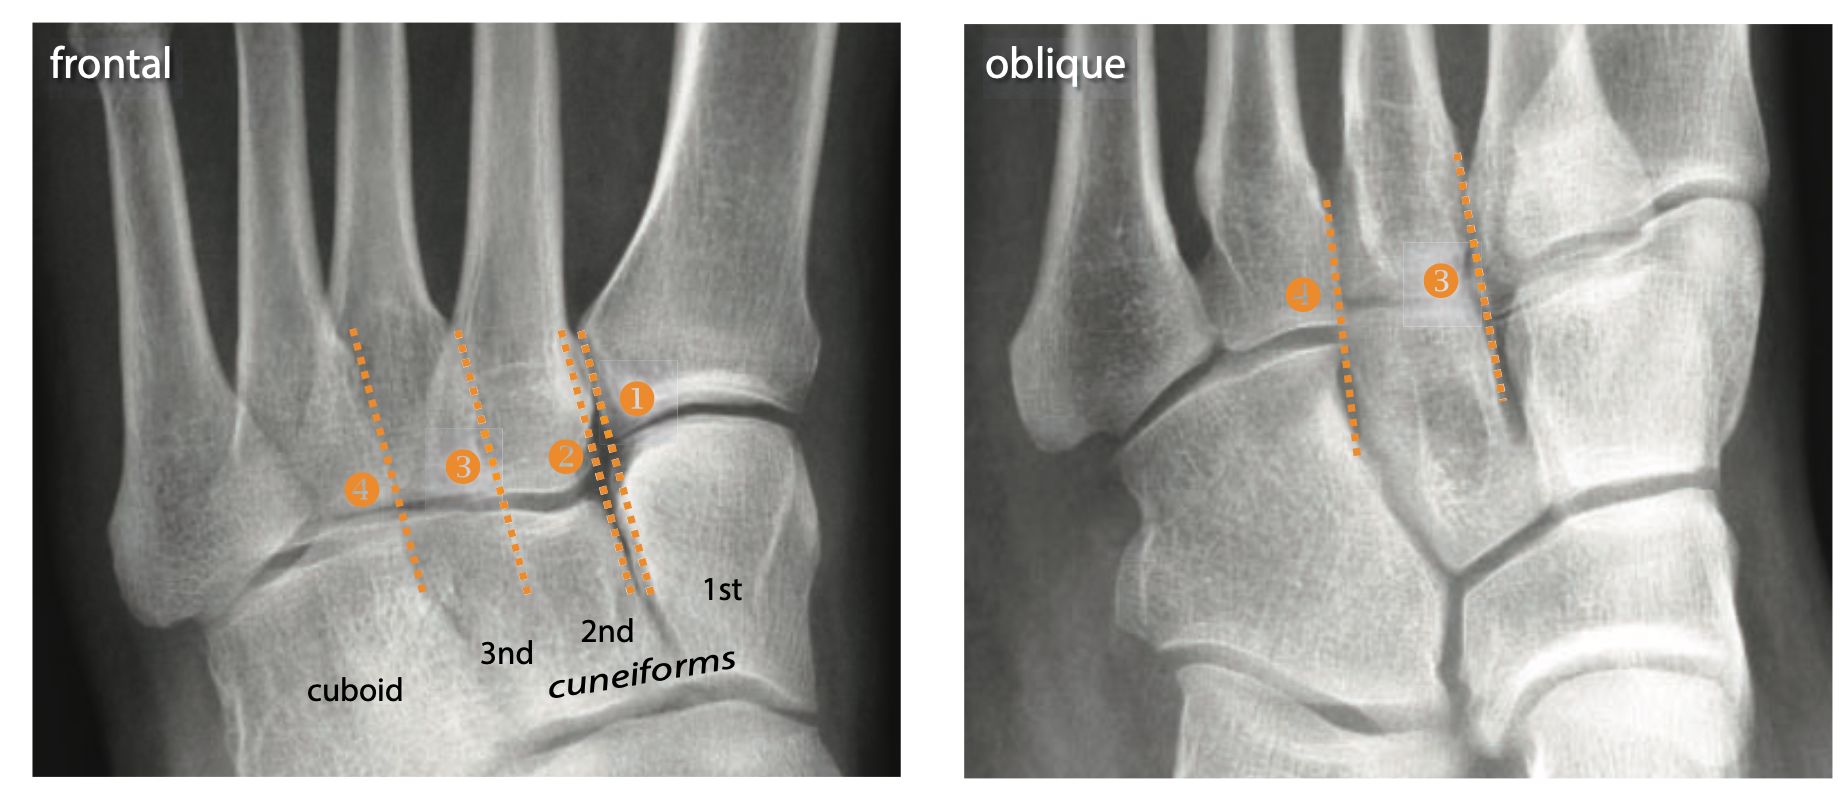 frontal
1
2
3
4
1st
2nd
3nd
cuneiforms
cuboid
oblique
3
4